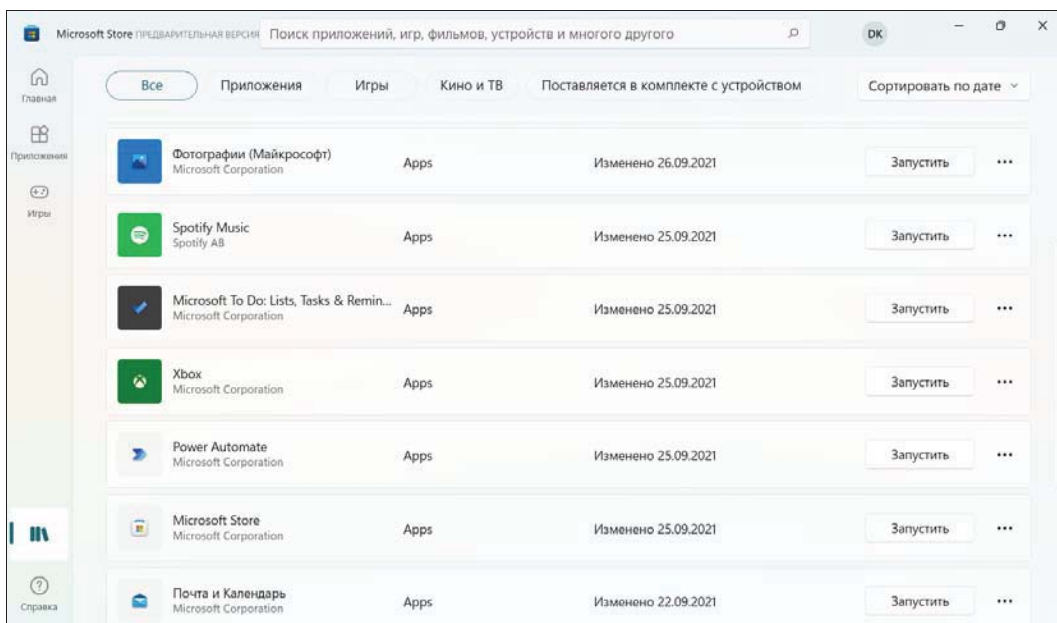 Microsoft Store ПРЕДВАРИТЕЛЬНАЯ ВЕРСИЯ
Поиск приложений, игр, фильмов, устройств и многого другого
DK
Главная
Приложения
Игры
Все
Приложения
Игры
Кино и ТВ
Поставляется в комплекте с устройством
Сортировать по дате
Фотографии (Майкрософт)
Microsoft Corporation
Apps
Изменено 26.09.2021
Запустить
Spotify Music
Spotify AB
Apps
Изменено 25.09.2021
Запустить
Microsoft To Do: Lists, Tasks & Remin...
Microsoft Corporation
Apps
Изменено 25.09.2021
Запустить
Xbox
Microsoft Corporation
Apps
Изменено 25.09.2021
Запустить
Power Automate
Microsoft Corporation
Apps
Изменено 25.09.2021
Запустить
Microsoft Store
Microsoft Corporation
Apps
Изменено 25.09.2021
Запустить
Почта и Календарь
Microsoft Corporation
Apps
Изменено 22.09.2021
Запустить
Справка